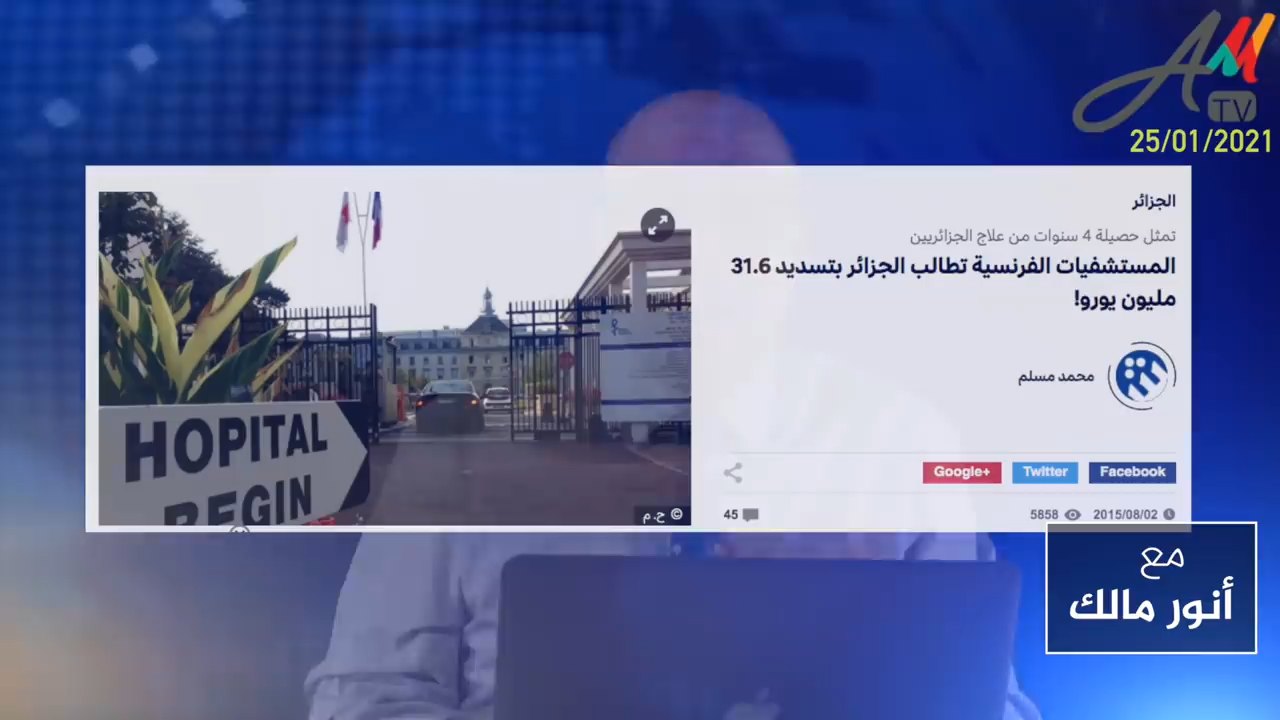 AM
TV
25/01/2021
الجزائر
تمثل حصيلة 4 سنوات من علاج الجزائريين
المستشفيات الفرنسية تطالب الجزائر بتسديد 31.6
مليون يورو!
محمد مسلم
Google+ Twitter Facebook
45 5858 2015/08/02
HOPITAL
BEGIN
© ح.م
مع
أنور مالك